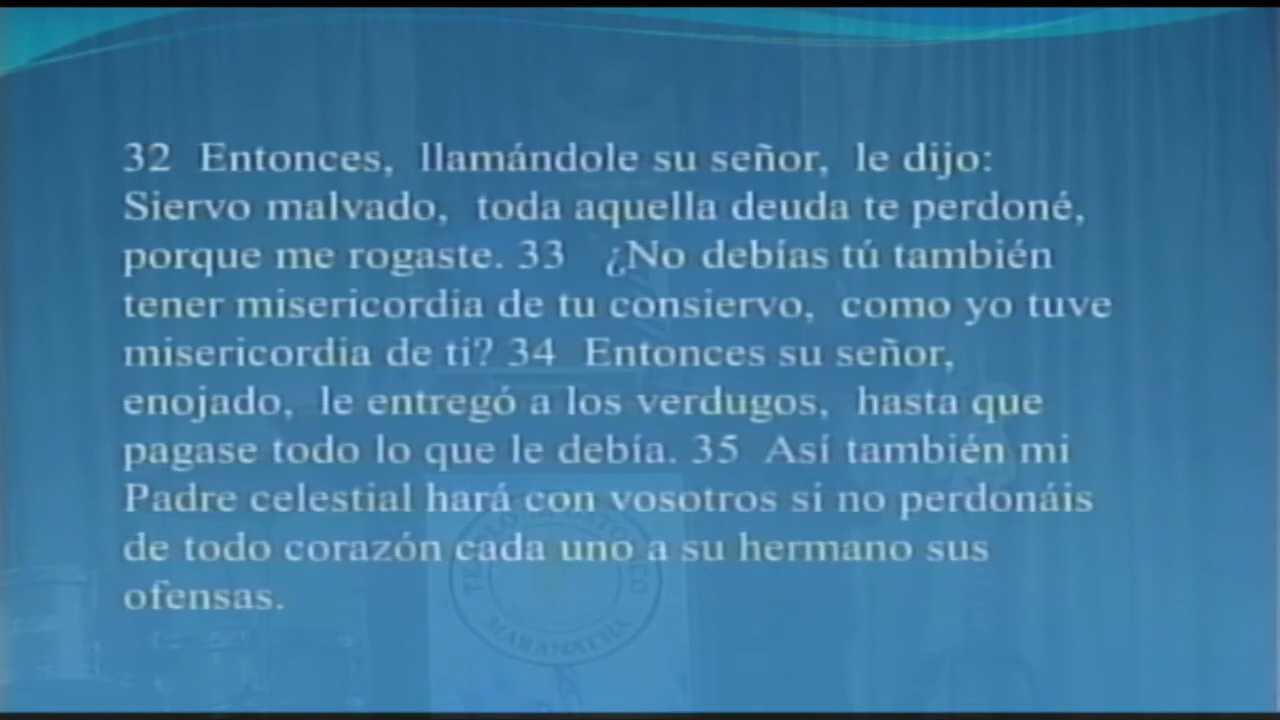 32 Entonces, llamándole su señor, le dijo:
Siervo malvado, toda aquella deuda te perdoné,
porque me rogaste. 33 ¿No debías tú también
tener misericordia de tu consiervo, como yo tuve
misericordia de ti? 34 Entonces su señor,
enojado, le entregó a los verdugos, hasta que
pagase todo lo que le debía. 35 Así también mi
Padre celestial hará con vosotros si no perdonáis
de todo corazón cada uno a su hermano sus
ofensas.
MARANATHA